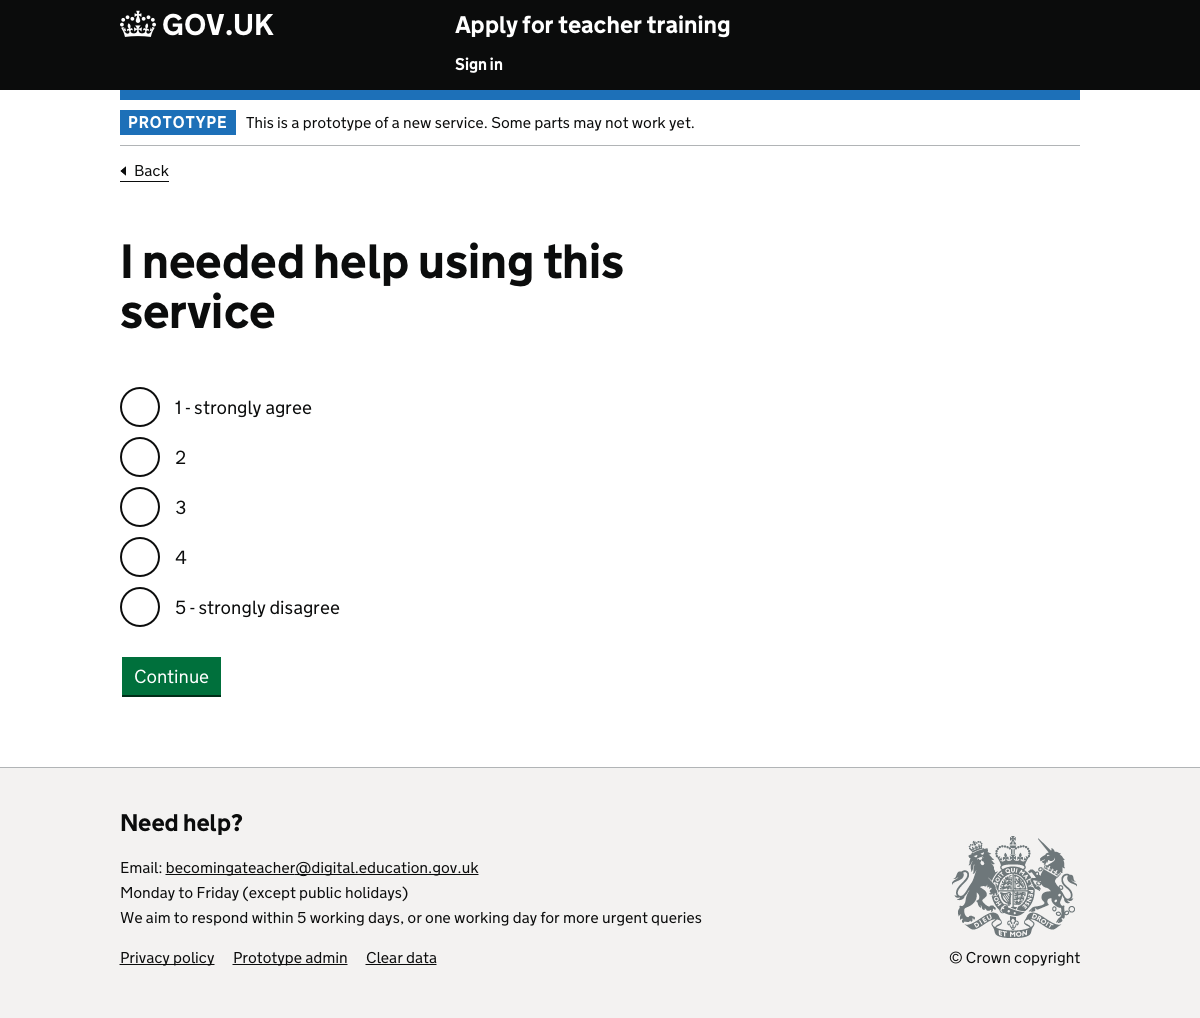 GOV.UK
Apply for teacher training
Sign in
PROTOTYPE This is a prototype of a new service. Some parts may not work yet.
Back
I needed help using this
service
1 - strongly agree
2
3
4
5 - strongly disagree
Continue
Need help?
Email: becomingateacher@digital.education.gov.uk
Monday to Friday (except public holidays)
We aim to respond within 5 working days, or one working day for more urgent queries
DIEU ET MON DROIT
Privacy policy Prototype admin Clear data
© Crown copyright